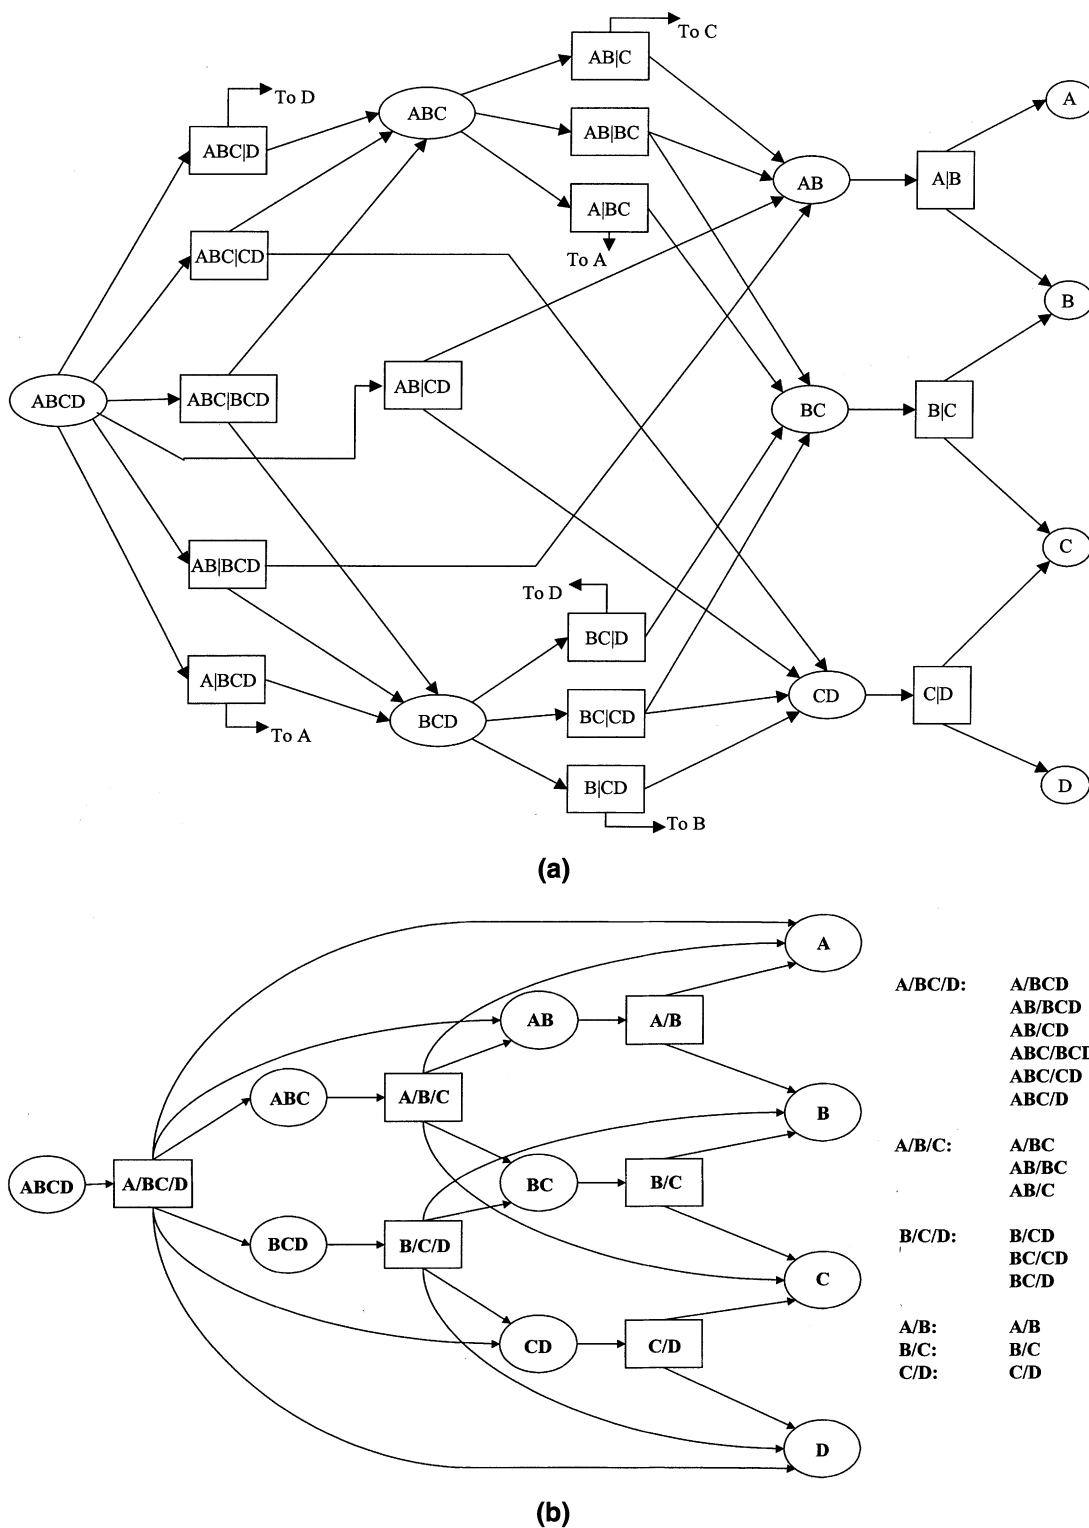 To C
AB|C
To D
ABC
A
ABC|D
AB|BC
AB
A|B
A|BC
ABC|CD
To A
B
AB|CD
ABCD
ABC|BCD
BC
B|C
C
AB|BCD
To D
BC|D
A|BCD
CD
C|D
BCD
BC|CD
To A
B|CD
D
To B
(a)
A
A/BC/D: A/BCD
AB/BCD
AB/CD
ABC/BCD
ABC/CD
ABC/D
AB
A/B
ABC
A/B/C
B
A/B/C: A/BC
AB/BC
AB/C
ABCD
A/BC/D
BC
B/C
BCD
B/C/D
B/C/D: B/CD
BC/CD
BC/D
C
CD
C/D
A/B: A/B
B/C: B/C
C/D: C/D
D
(b)